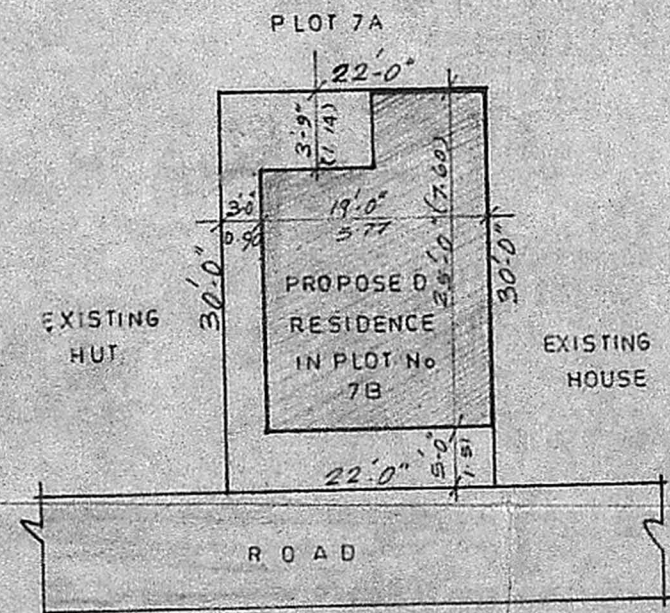 PLOT 7A
22'-0"
3'-9"
(1.14)
3'-0"
0.90
19'-0"
5.77
25'-0" (7.60)
30'-0"
30'-0"
PROPOSED
RESIDENCE
IN PLOT No
7B
EXISTING
HUT
EXISTING
HOUSE
22'-0"
5'-0"
1.51
ROAD